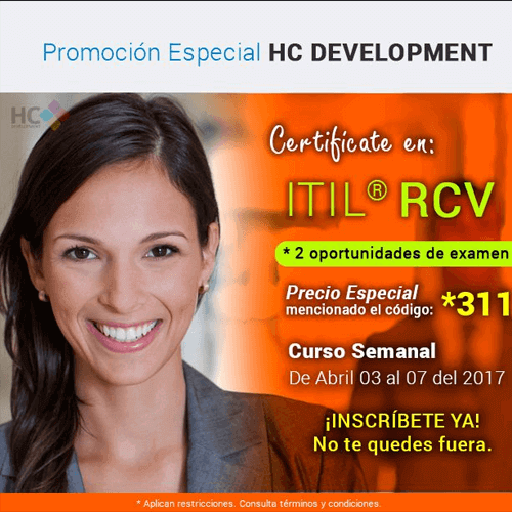 Promoción Especial HC DEVELOPMENT
HC
DEVELOPMENT
Certifícate en:
ITIL® RCV
* 2 oportunidades de examen
Precio Especial
mencionado el código: *311
Curso Semanal
De Abril 03 al 07 del 2017
¡INSCRÍBETE YA!
No te quedes fuera.
* Aplican restricciones. Consulta términos y condiciones.